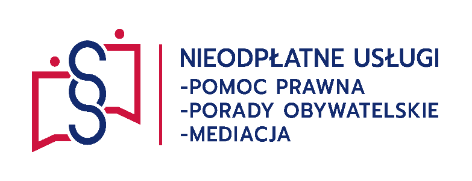 NIEODPŁATNE USŁUGI
-POMOC PRAWNA
-PORADY OBYWATELSKIE
-MEDIACJA